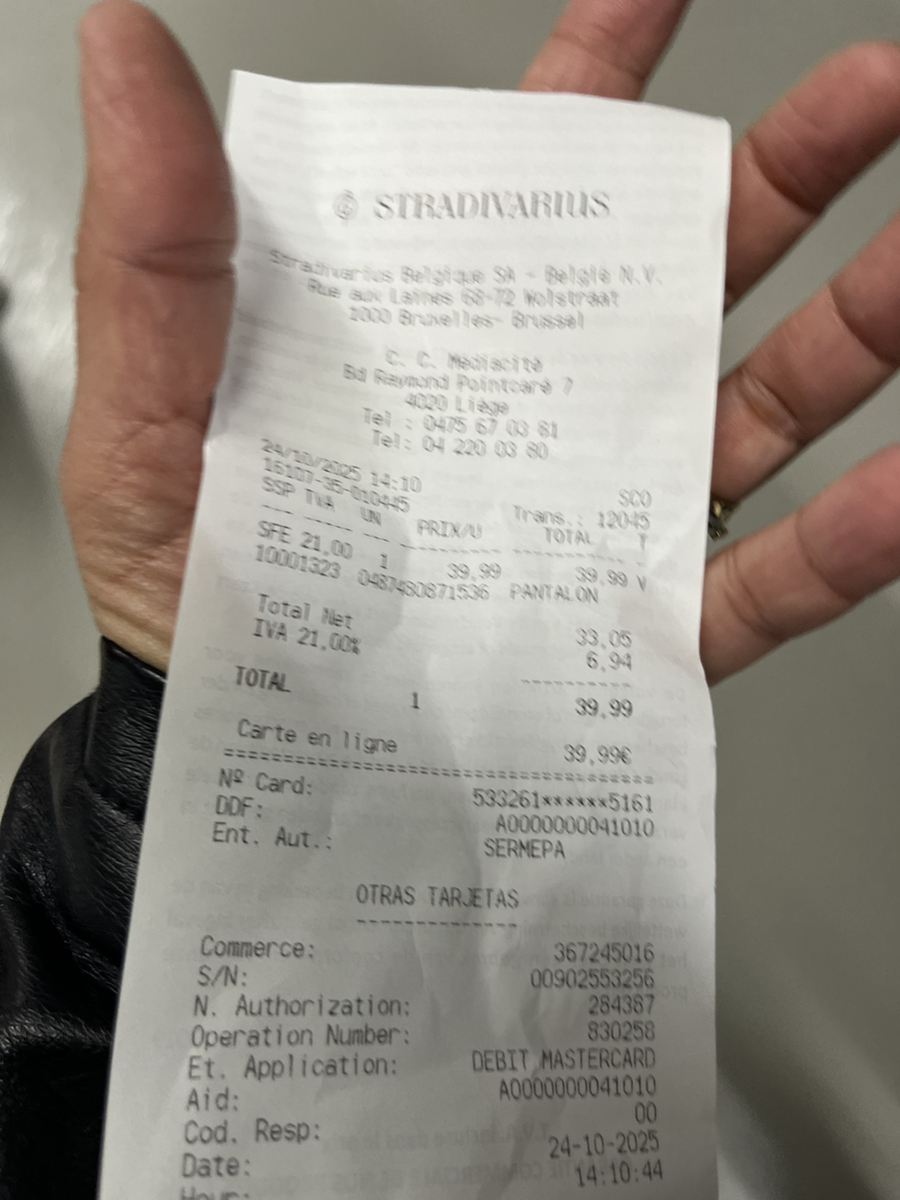 STRADIVARIUS
Stradivarius Belgique SA - België N.V.
Rue aux Laines 68-72 Wolstraat
1000 Bruxelles- Brussel
C. C. Mediacité
Bd Raymond Pointcaré 7
4020 Liège
Tel : 0475 67 03 81
Tel: 04 220 03 80
24/10/2025 14:10 SCO
16107-35-010445 Trans.: 12045
SSP TVA UN PRIX/U TOTAL T
--- ----- --- --------- ---------- -
SFE 21,00 1 39,99 39,99 V
10001323 0487480871536 PANTALON
Total Net 33,05
IVA 21,00% 6,94
----------
TOTAL 1 39,99
Carte en ligne 39,99€
========================================
Nº Card: 533261******5161
DDF: A0000000041010
Ent. Aut.: SERMEPA
OTRAS TARJETAS
--------------
Commerce: 367245016
S/N: 00902553256
N. Authorization: 284387
Operation Number: 830258
Et. Application: DEBIT MASTERCARD
Aid: A0000000041010
Cod. Resp: 00
Date: 24-10-2025
Hour: 14:10:44